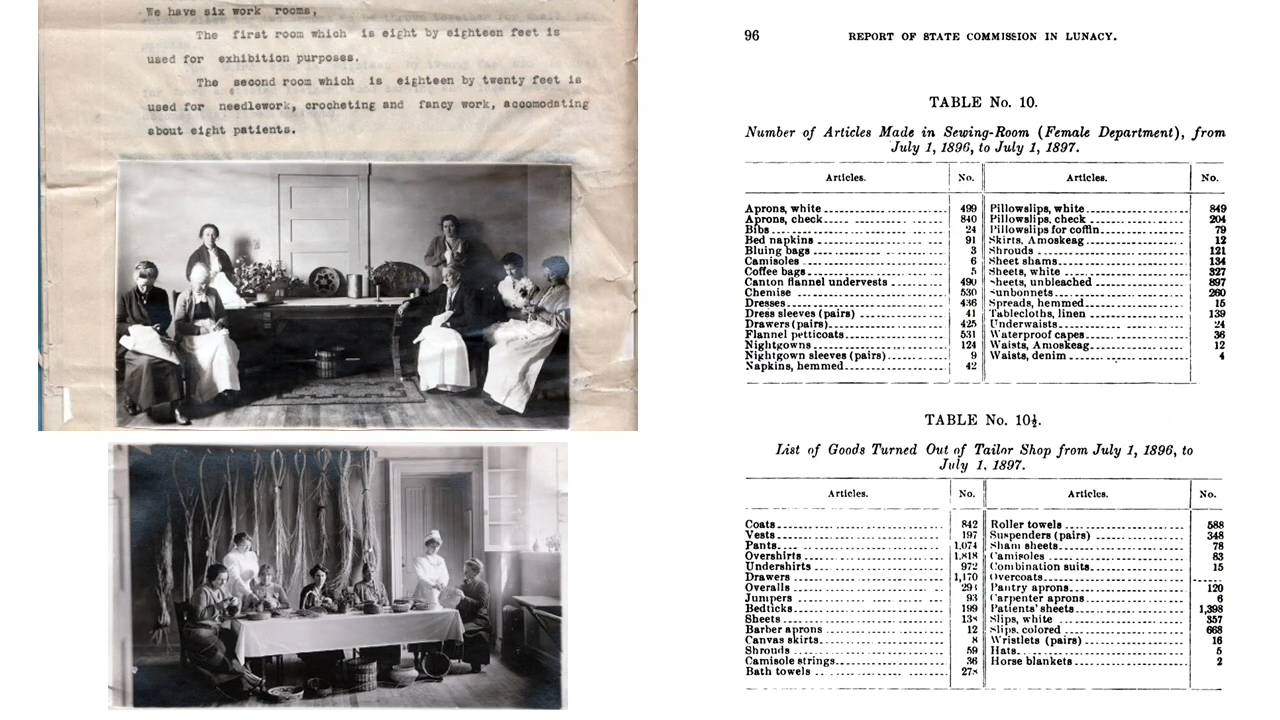 We have six work rooms,
The first room which is eight by eighteen feet is
used for exhibition purposes.
The second room which is eighteen by twenty feet is
used for needlework, crocheting and fancy work, accomodating
about eight patients.
96 REPORT OF STATE COMMISSION IN LUNACY.
TABLE No. 10.
Number of Articles Made in Sewing-Room (Female Department), from
July 1, 1896, to July 1, 1897.
Articles. No. Articles. No.
Aprons, white 499 Pillowslips, white 849
Aprons, check 840 Pillowslips, check 204
Bibs 24 Pillowslips for coffin 79
Bed napkins 91 Skirts, Amoskeag 12
Bluing bags 3 Shrouds 121
Camisoles 6 Sheet shams 134
Coffee bags 5 Sheets, white 327
Canton flannel undervests 490 Sheets, unbleached 897
Chemise 530 Sunbonnets 260
Dresses 436 Spreads, hemmed 15
Dress sleeves (pairs) 41 Tablecloths, linen 139
Drawers (pairs) 425 Underwaists 24
Flannel petticoats 531 Waterproof capes 36
Nightgowns 124 Waists, Amoskeag 12
Nightgown sleeves (pairs) 9 Waists, denim 4
Napkins, hemmed 42
TABLE No. 10½.
List of Goods Turned Out of Tailor Shop from July 1, 1896, to
July 1, 1897.
Articles. No. Articles. No.
Coats 842 Roller towels 588
Vests 197 Suspenders (pairs) 348
Pants 1,074 Sham sheets 78
Overshirts 1,818 Camisoles 83
Undershirts 972 Combination suits 15
Drawers 1,170 Overcoats
Overalls Pantry aprons 120
Jumpers 93 Carpenter aprons 6
Bedticks 199 Patients' sheets 1,398
Sheets 138 Slips, white 357
Barber aprons 12 Slips, colored 668
Canvas skirts 8 Wristlets (pairs) 16
Shrouds 59 Hats 5
Camisole strings 36 Horse blankets 2
Bath towels 278